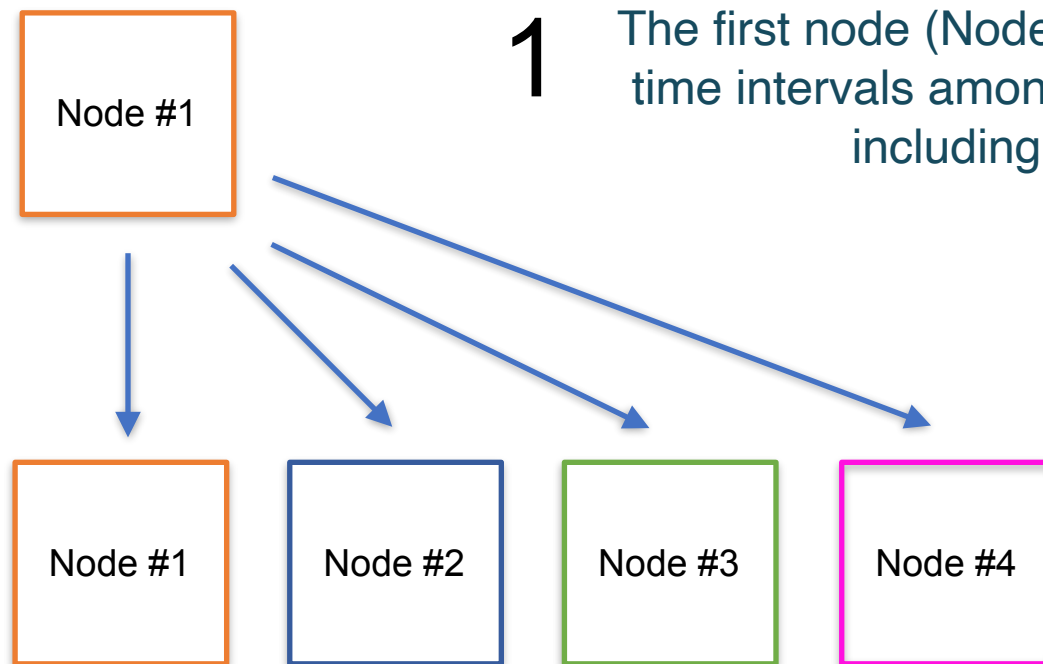 Node #1
1
The first node (Node
time intervals amon
including
Node #1
Node #2
Node #3
Node #4